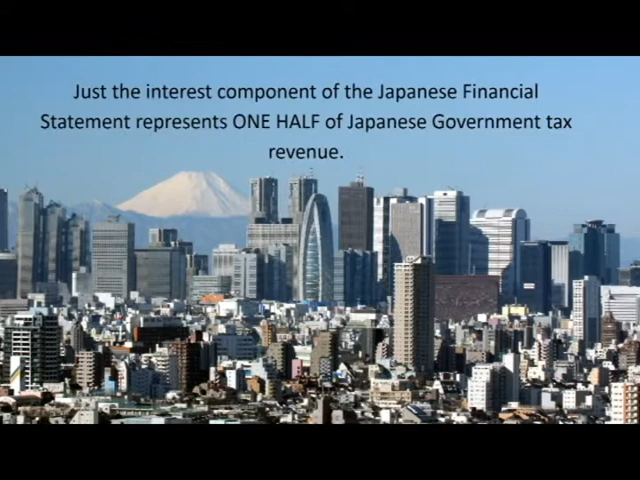 Just the interest component of the Japanese Financial
Statement represents ONE HALF of Japanese Government tax
revenue.